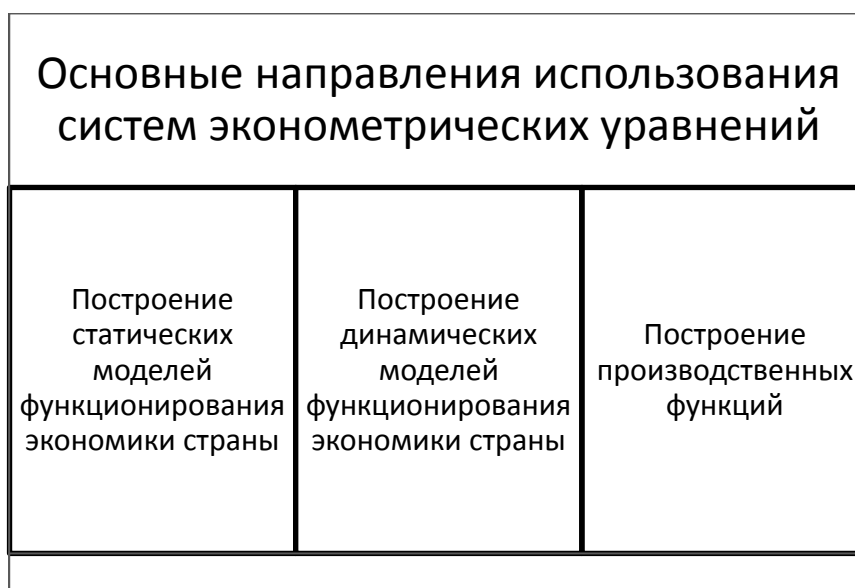 Основные направления использования
систем эконометрических уравнений
Построение
статических
моделей
функционирования
экономики страны
Построение
динамических
моделей
функционирования
экономики страны
Построение
производственных
функций